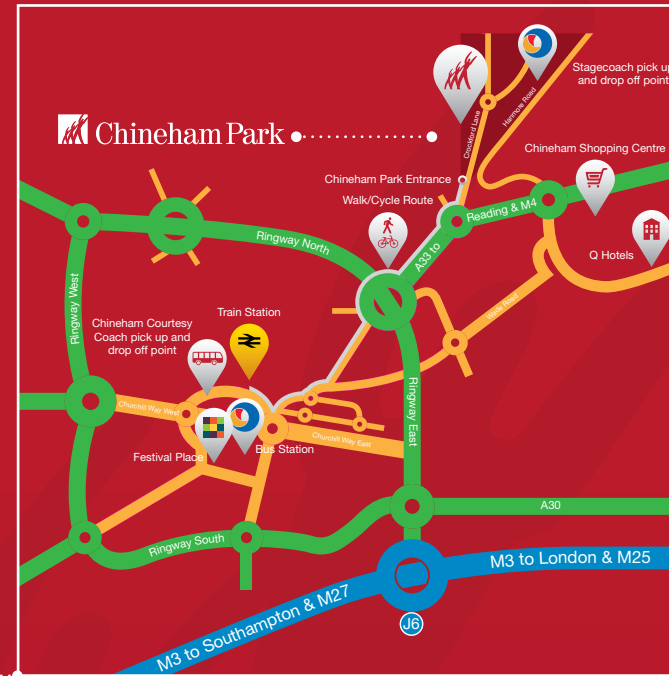 Stagecoach pick up
and drop off point
Chineham Park
Crockford Lane
Hanmore Road
Chineham Shopping Centre
Chineham Park Entrance
Walk/Cycle Route
Reading & M4
A33 to
Q Hotels
Ringway North
Ringway West
Train Station
Chineham Courtesy
Coach pick up and
drop off point
Wade Road
Churchill Way West
Ringway East
Churchill Way East
Bus Station
Festival Place
Ringway South
A30
M3 to London & M25
M3 to Southampton & M27
J6